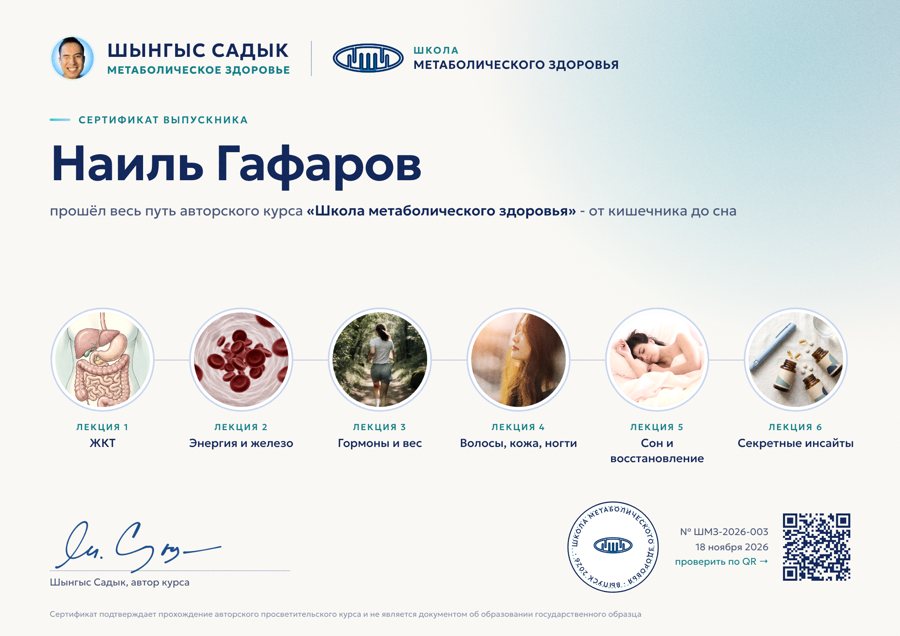 ШЫНГЫС САДЫК
МЕТАБОЛИЧЕСКОЕ ЗДОРОВЬЕ
ШКОЛА
МЕТАБОЛИЧЕСКОГО ЗДОРОВЬЯ
СЕРТИФИКАТ ВЫПУСКНИКА
Наиль Гафаров
прошёл весь путь авторского курса «Школа метаболического здоровья» - от кишечника до сна
ЛЕКЦИЯ 1
ЖКТ
ЛЕКЦИЯ 2
Энергия и железо
ЛЕКЦИЯ 3
Гормоны и вес
ЛЕКЦИЯ 4
Волосы, кожа, ногти
ЛЕКЦИЯ 5
Сон и
восстановление
ЛЕКЦИЯ 6
Секретные инсайты
Шынгыс Садык, автор курса
ШКОЛА МЕТАБОЛИЧЕСКОГО ЗДОРОВЬЯ · ВЫПУСК 2026 ·
№ ШМЗ-2026-003
18 ноября 2026
проверить по QR →
Сертификат подтверждает прохождение авторского просветительского курса и не является документом об образовании государственного образца